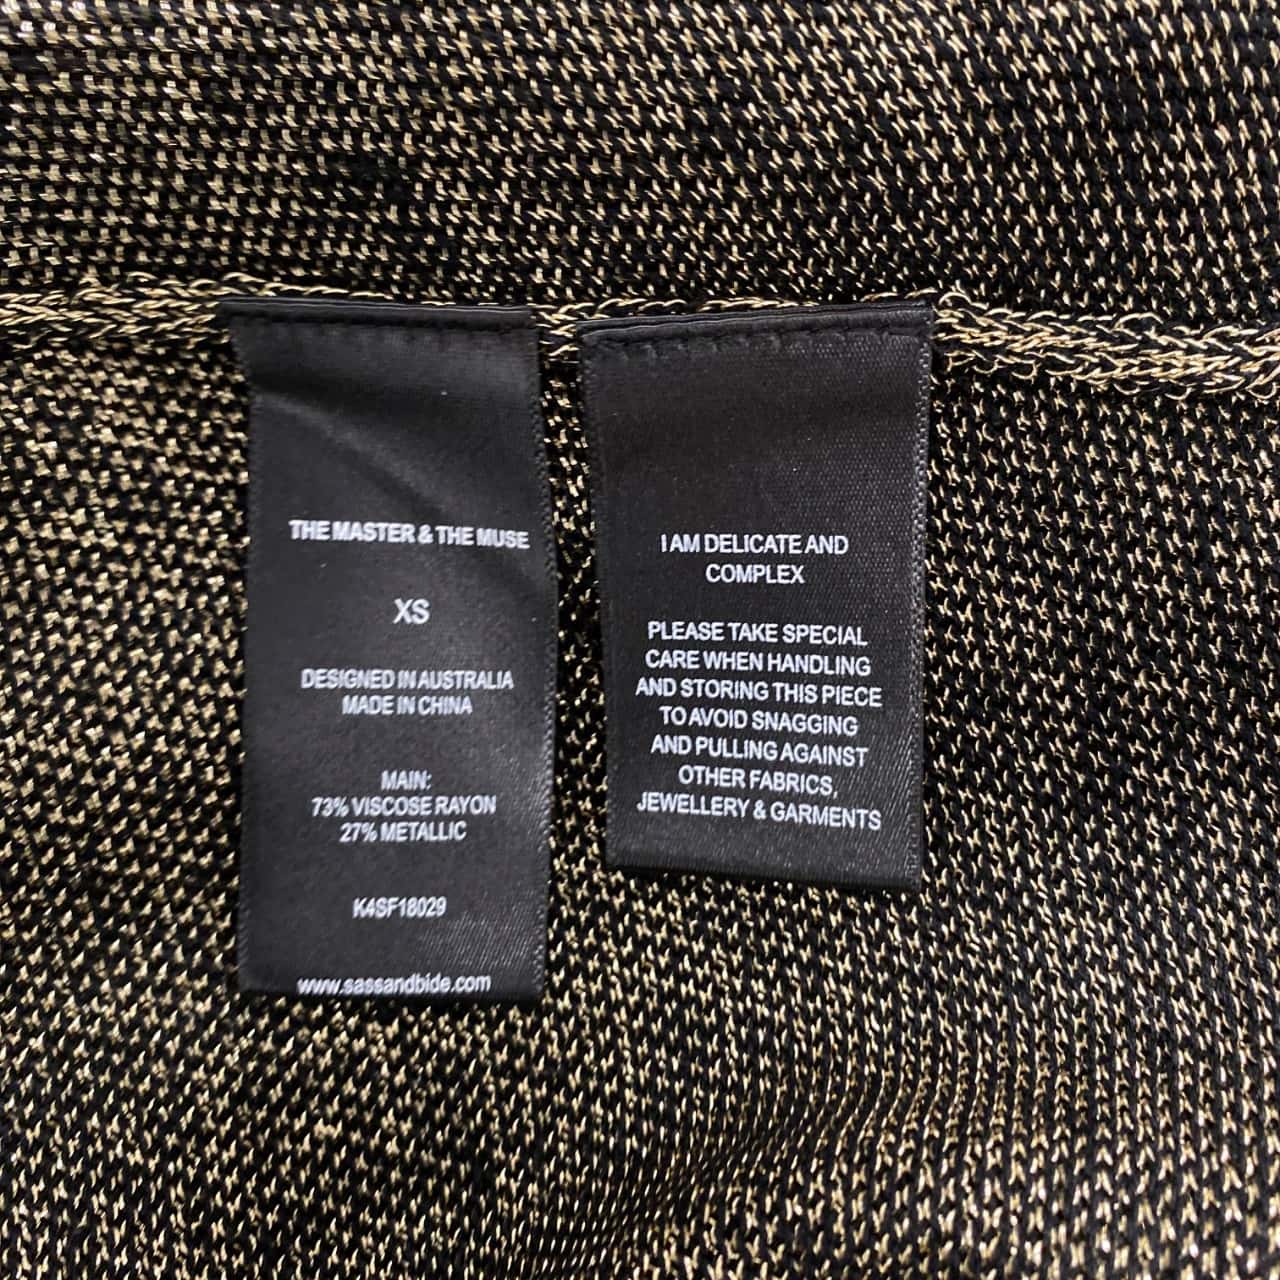 THE MASTER & THE MUSE
XS
DESIGNED IN AUSTRALIA
MADE IN CHINA
MAIN:
73% VISCOSE RAYON
27% METALLIC
K4SF18029
www.sassandbide.com
I AM DELICATE AND
COMPLEX
PLEASE TAKE SPECIAL
CARE WHEN HANDLING
AND STORING THIS PIECE
TO AVOID SNAGGING
AND PULLING AGAINST
OTHER FABRICS,
JEWELLERY & GARMENTS